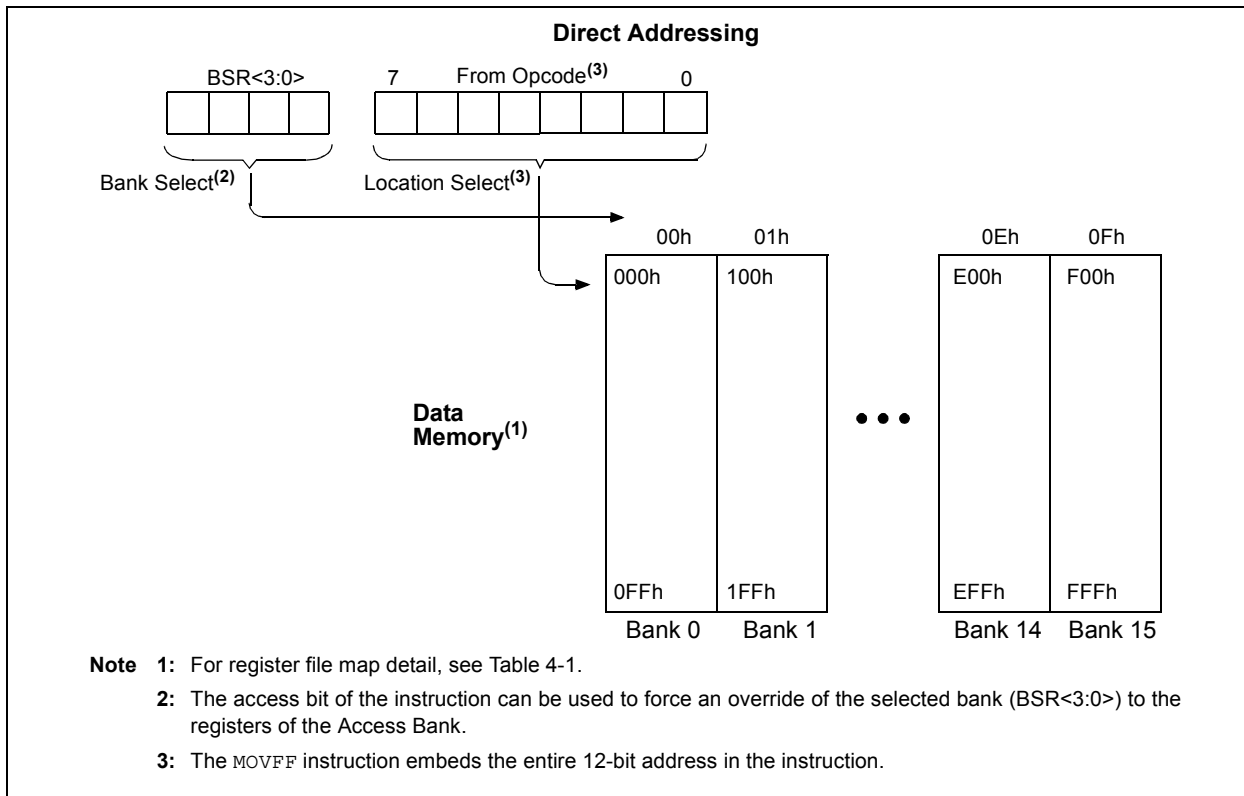 Direct Addressing
BSR<3:0>
7 From Opcode(3) 0
Bank Select(2)
Location Select(3)
00h 01h 0Eh 0Fh
000h 100h E00h F00h
Data
Memory(1)
0FFh 1FFh EFFh FFFh
Bank 0 Bank 1 Bank 14 Bank 15
Note 1: For register file map detail, see Table 4-1.
2: The access bit of the instruction can be used to force an override of the selected bank (BSR<3:0>) to the
registers of the Access Bank.
3: The MOVFF instruction embeds the entire 12-bit address in the instruction.